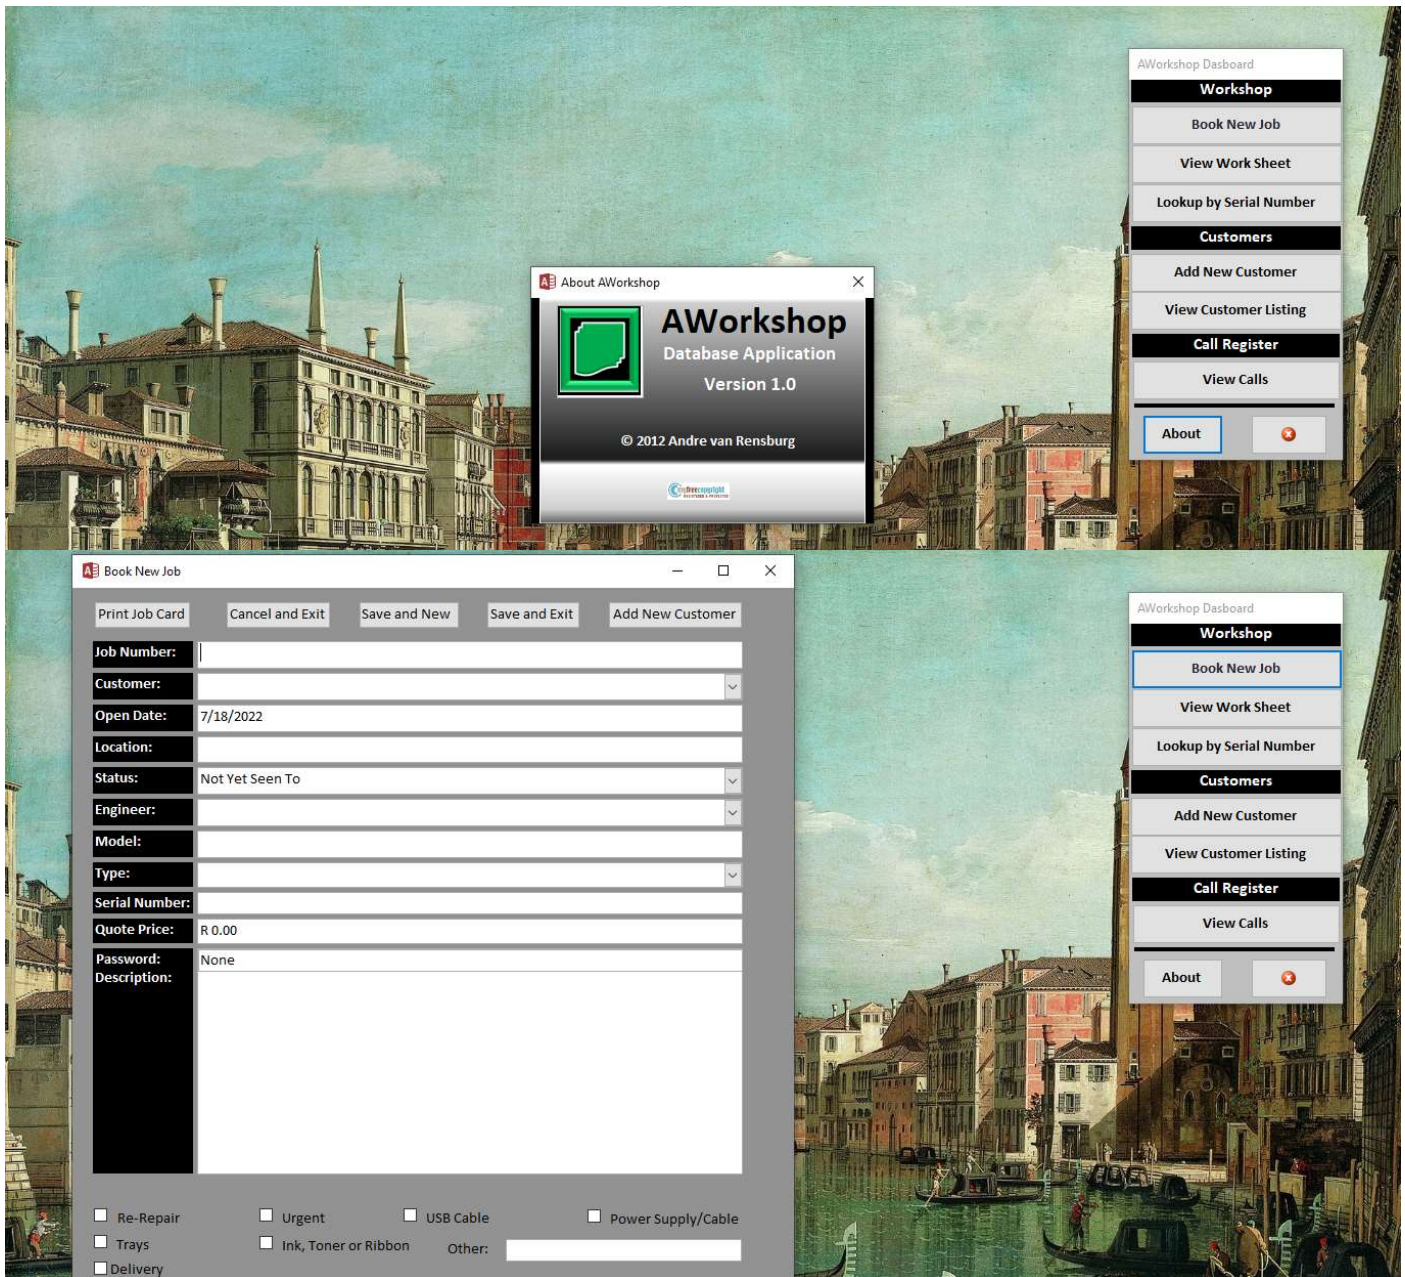 AWorkshop Dasboard
Workshop
Book New Job
View Work Sheet
Lookup by Serial Number
Customers
Add New Customer
View Customer Listing
Call Register
View Calls
About
About AWorkshop
AWorkshop
Database Application
Version 1.0
© 2012 Andre van Rensburg
myfreecopyright
REGISTERED & PROTECTED
Book New Job
Print Job Card Cancel and Exit Save and New Save and Exit Add New Customer
Job Number:
Customer:
Open Date: 7/18/2022
Location:
Status: Not Yet Seen To
Engineer:
Model:
Type:
Serial Number:
Quote Price: R 0.00
Password: None
Description:
Re-Repair Urgent USB Cable Power Supply/Cable
Trays Ink, Toner or Ribbon Other:
Delivery
AWorkshop Dasboard
Workshop
Book New Job
View Work Sheet
Lookup by Serial Number
Customers
Add New Customer
View Customer Listing
Call Register
View Calls
About